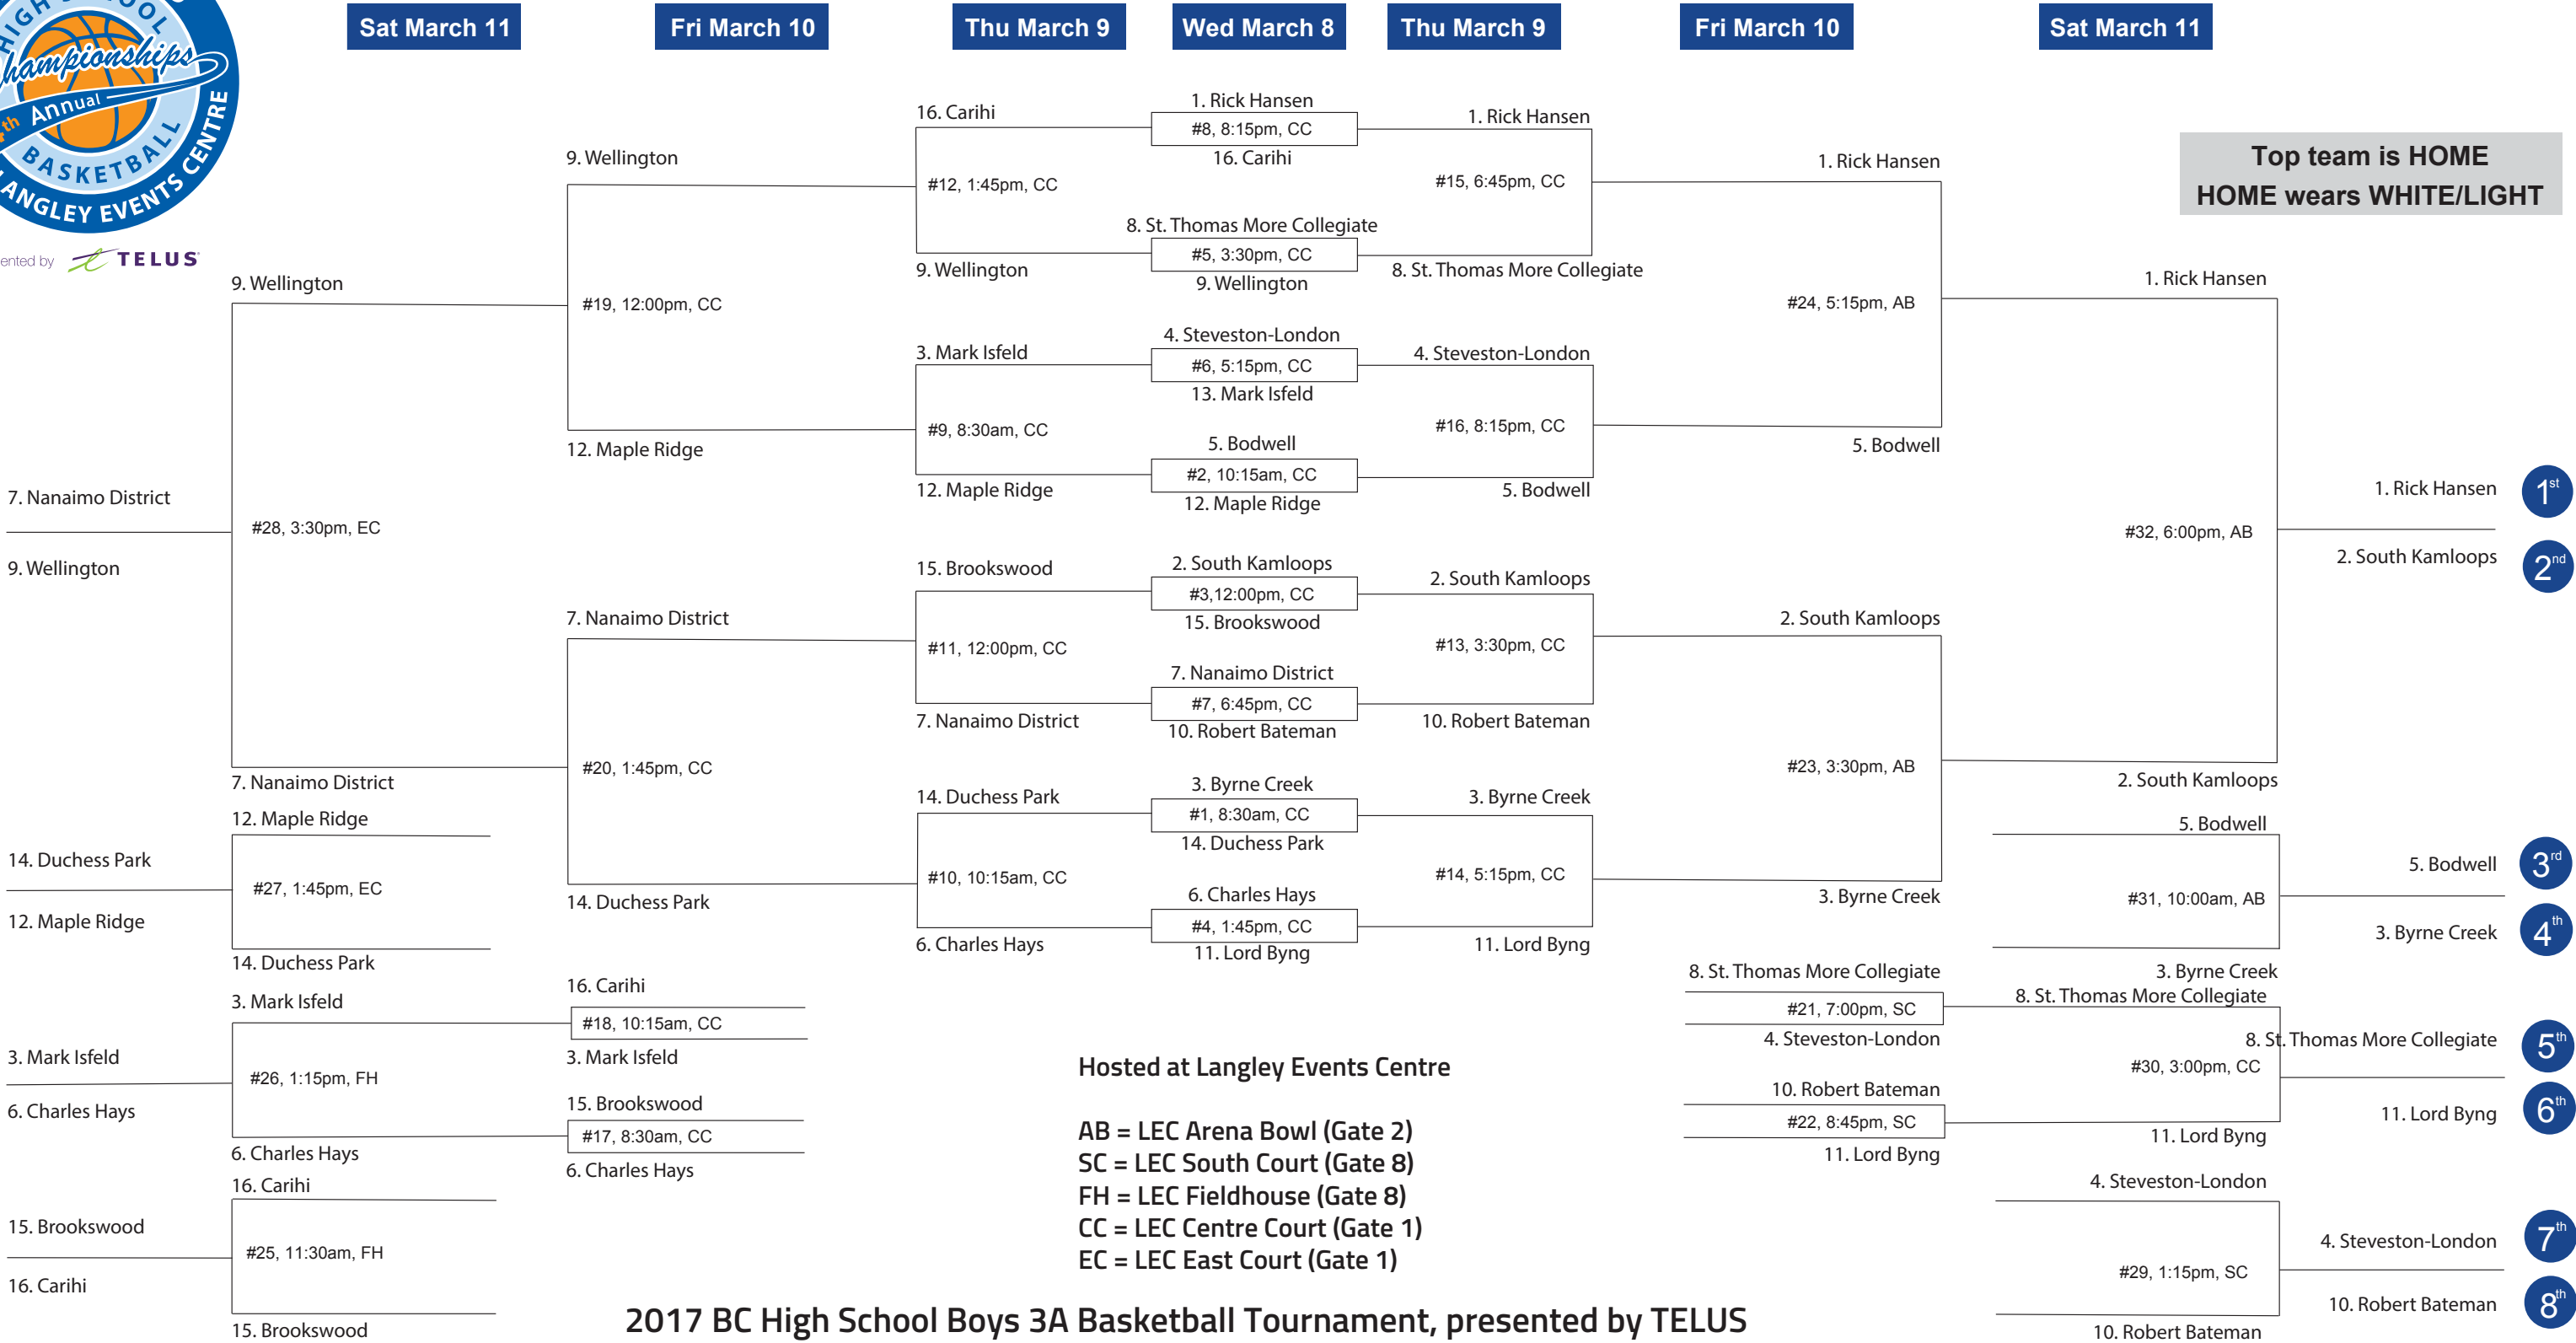 HIGH SCHOOL
Championships
th Annual
BASKETBALL
LANGLEY EVENTS CENTRE
ented by TELUS
Sat March 11
Fri March 10
Thu March 9
Wed March 8
Thu March 9
Fri March 10
Sat March 11
Top team is HOME
HOME wears WHITE/LIGHT
7. Nanaimo District
9. Wellington
14. Duchess Park
12. Maple Ridge
3. Mark Isfeld
6. Charles Hays
15. Brookswood
16. Carihi
9. Wellington
#28, 3:30pm, EC
7. Nanaimo District
12. Maple Ridge
#27, 1:45pm, EC
14. Duchess Park
3. Mark Isfeld
#26, 1:15pm, FH
6. Charles Hays
16. Carihi
#25, 11:30am, FH
15. Brookswood
9. Wellington
#19, 12:00pm, CC
12. Maple Ridge
7. Nanaimo District
#20, 1:45pm, CC
14. Duchess Park
16. Carihi
#18, 10:15am, CC
3. Mark Isfeld
15. Brookswood
#17, 8:30am, CC
6. Charles Hays
16. Carihi
#12, 1:45pm, CC
9. Wellington
3. Mark Isfeld
#9, 8:30am, CC
12. Maple Ridge
15. Brookswood
#11, 12:00pm, CC
7. Nanaimo District
14. Duchess Park
#10, 10:15am, CC
6. Charles Hays
1. Rick Hansen
#8, 8:15pm, CC
16. Carihi
8. St. Thomas More Collegiate
#5, 3:30pm, CC
9. Wellington
4. Steveston-London
#6, 5:15pm, CC
13. Mark Isfeld
5. Bodwell
#2, 10:15am, CC
12. Maple Ridge
2. South Kamloops
#3,12:00pm, CC
15. Brookswood
7. Nanaimo District
#7, 6:45pm, CC
10. Robert Bateman
3. Byrne Creek
#1, 8:30am, CC
14. Duchess Park
6. Charles Hays
#4, 1:45pm, CC
11. Lord Byng
1. Rick Hansen
#15, 6:45pm, CC
8. St. Thomas More Collegiate
4. Steveston-London
#16, 8:15pm, CC
5. Bodwell
2. South Kamloops
#13, 3:30pm, CC
10. Robert Bateman
3. Byrne Creek
#14, 5:15pm, CC
11. Lord Byng
1. Rick Hansen
#24, 5:15pm, AB
5. Bodwell
2. South Kamloops
#23, 3:30pm, AB
3. Byrne Creek
8. St. Thomas More Collegiate
#21, 7:00pm, SC
4. Steveston-London
10. Robert Bateman
#22, 8:45pm, SC
11. Lord Byng
1. Rick Hansen
#32, 6:00pm, AB
2. South Kamloops
5. Bodwell
#31, 10:00am, AB
3. Byrne Creek
8. St. Thomas More Collegiate
#30, 3:00pm, CC
11. Lord Byng
4. Steveston-London
#29, 1:15pm, SC
10. Robert Bateman
1. Rick Hansen 1st
2. South Kamloops 2nd
5. Bodwell 3rd
3. Byrne Creek 4th
8. St. Thomas More Collegiate 5th
11. Lord Byng 6th
4. Steveston-London 7th
10. Robert Bateman 8th
Hosted at Langley Events Centre
AB = LEC Arena Bowl (Gate 2)
SC = LEC South Court (Gate 8)
FH = LEC Fieldhouse (Gate 8)
CC = LEC Centre Court (Gate 1)
EC = LEC East Court (Gate 1)
2017 BC High School Boys 3A Basketball Tournament, presented by TELUS